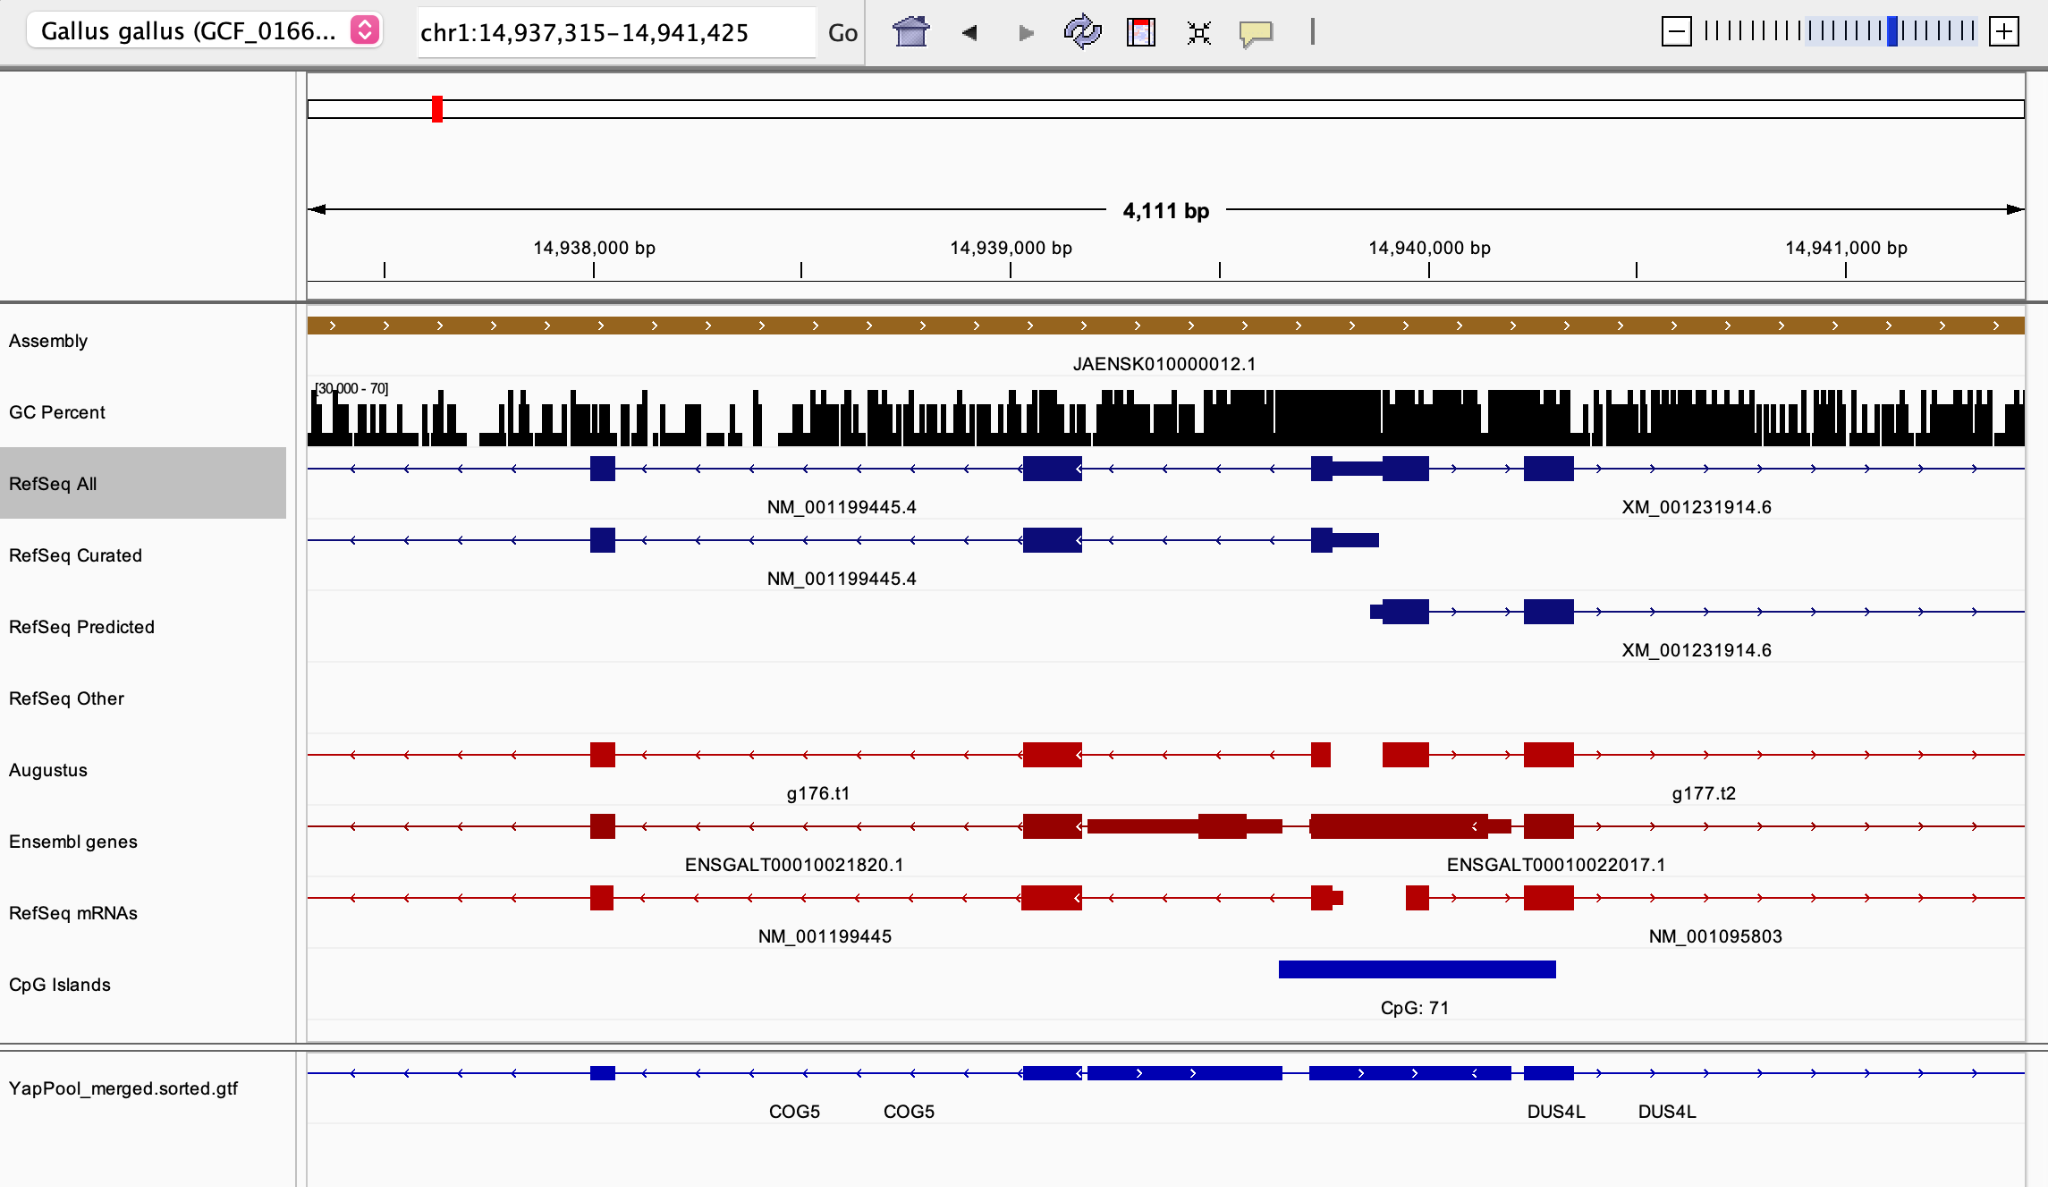 Gallus gallus (GCF_0166...
chr1:14,937,315-14,941,425
Go
4,111 bp
14,938,000 bp
14,939,000 bp
14,940,000 bp
14,941,000 bp
Assembly
JAENSK010000012.1
[30.000 - 70]
GC Percent
RefSeq All
NM_001199445.4
XM_001231914.6
RefSeq Curated
NM_001199445.4
RefSeq Predicted
XM_001231914.6
RefSeq Other
Augustus
g176.t1
g177.t2
Ensembl genes
ENSGALT00010021820.1
ENSGALT00010022017.1
RefSeq mRNAs
NM_001199445
NM_001095803
CpG Islands
CpG: 71
YapPool_merged.sorted.gtf
COG5
COG5
DUS4L
DUS4L